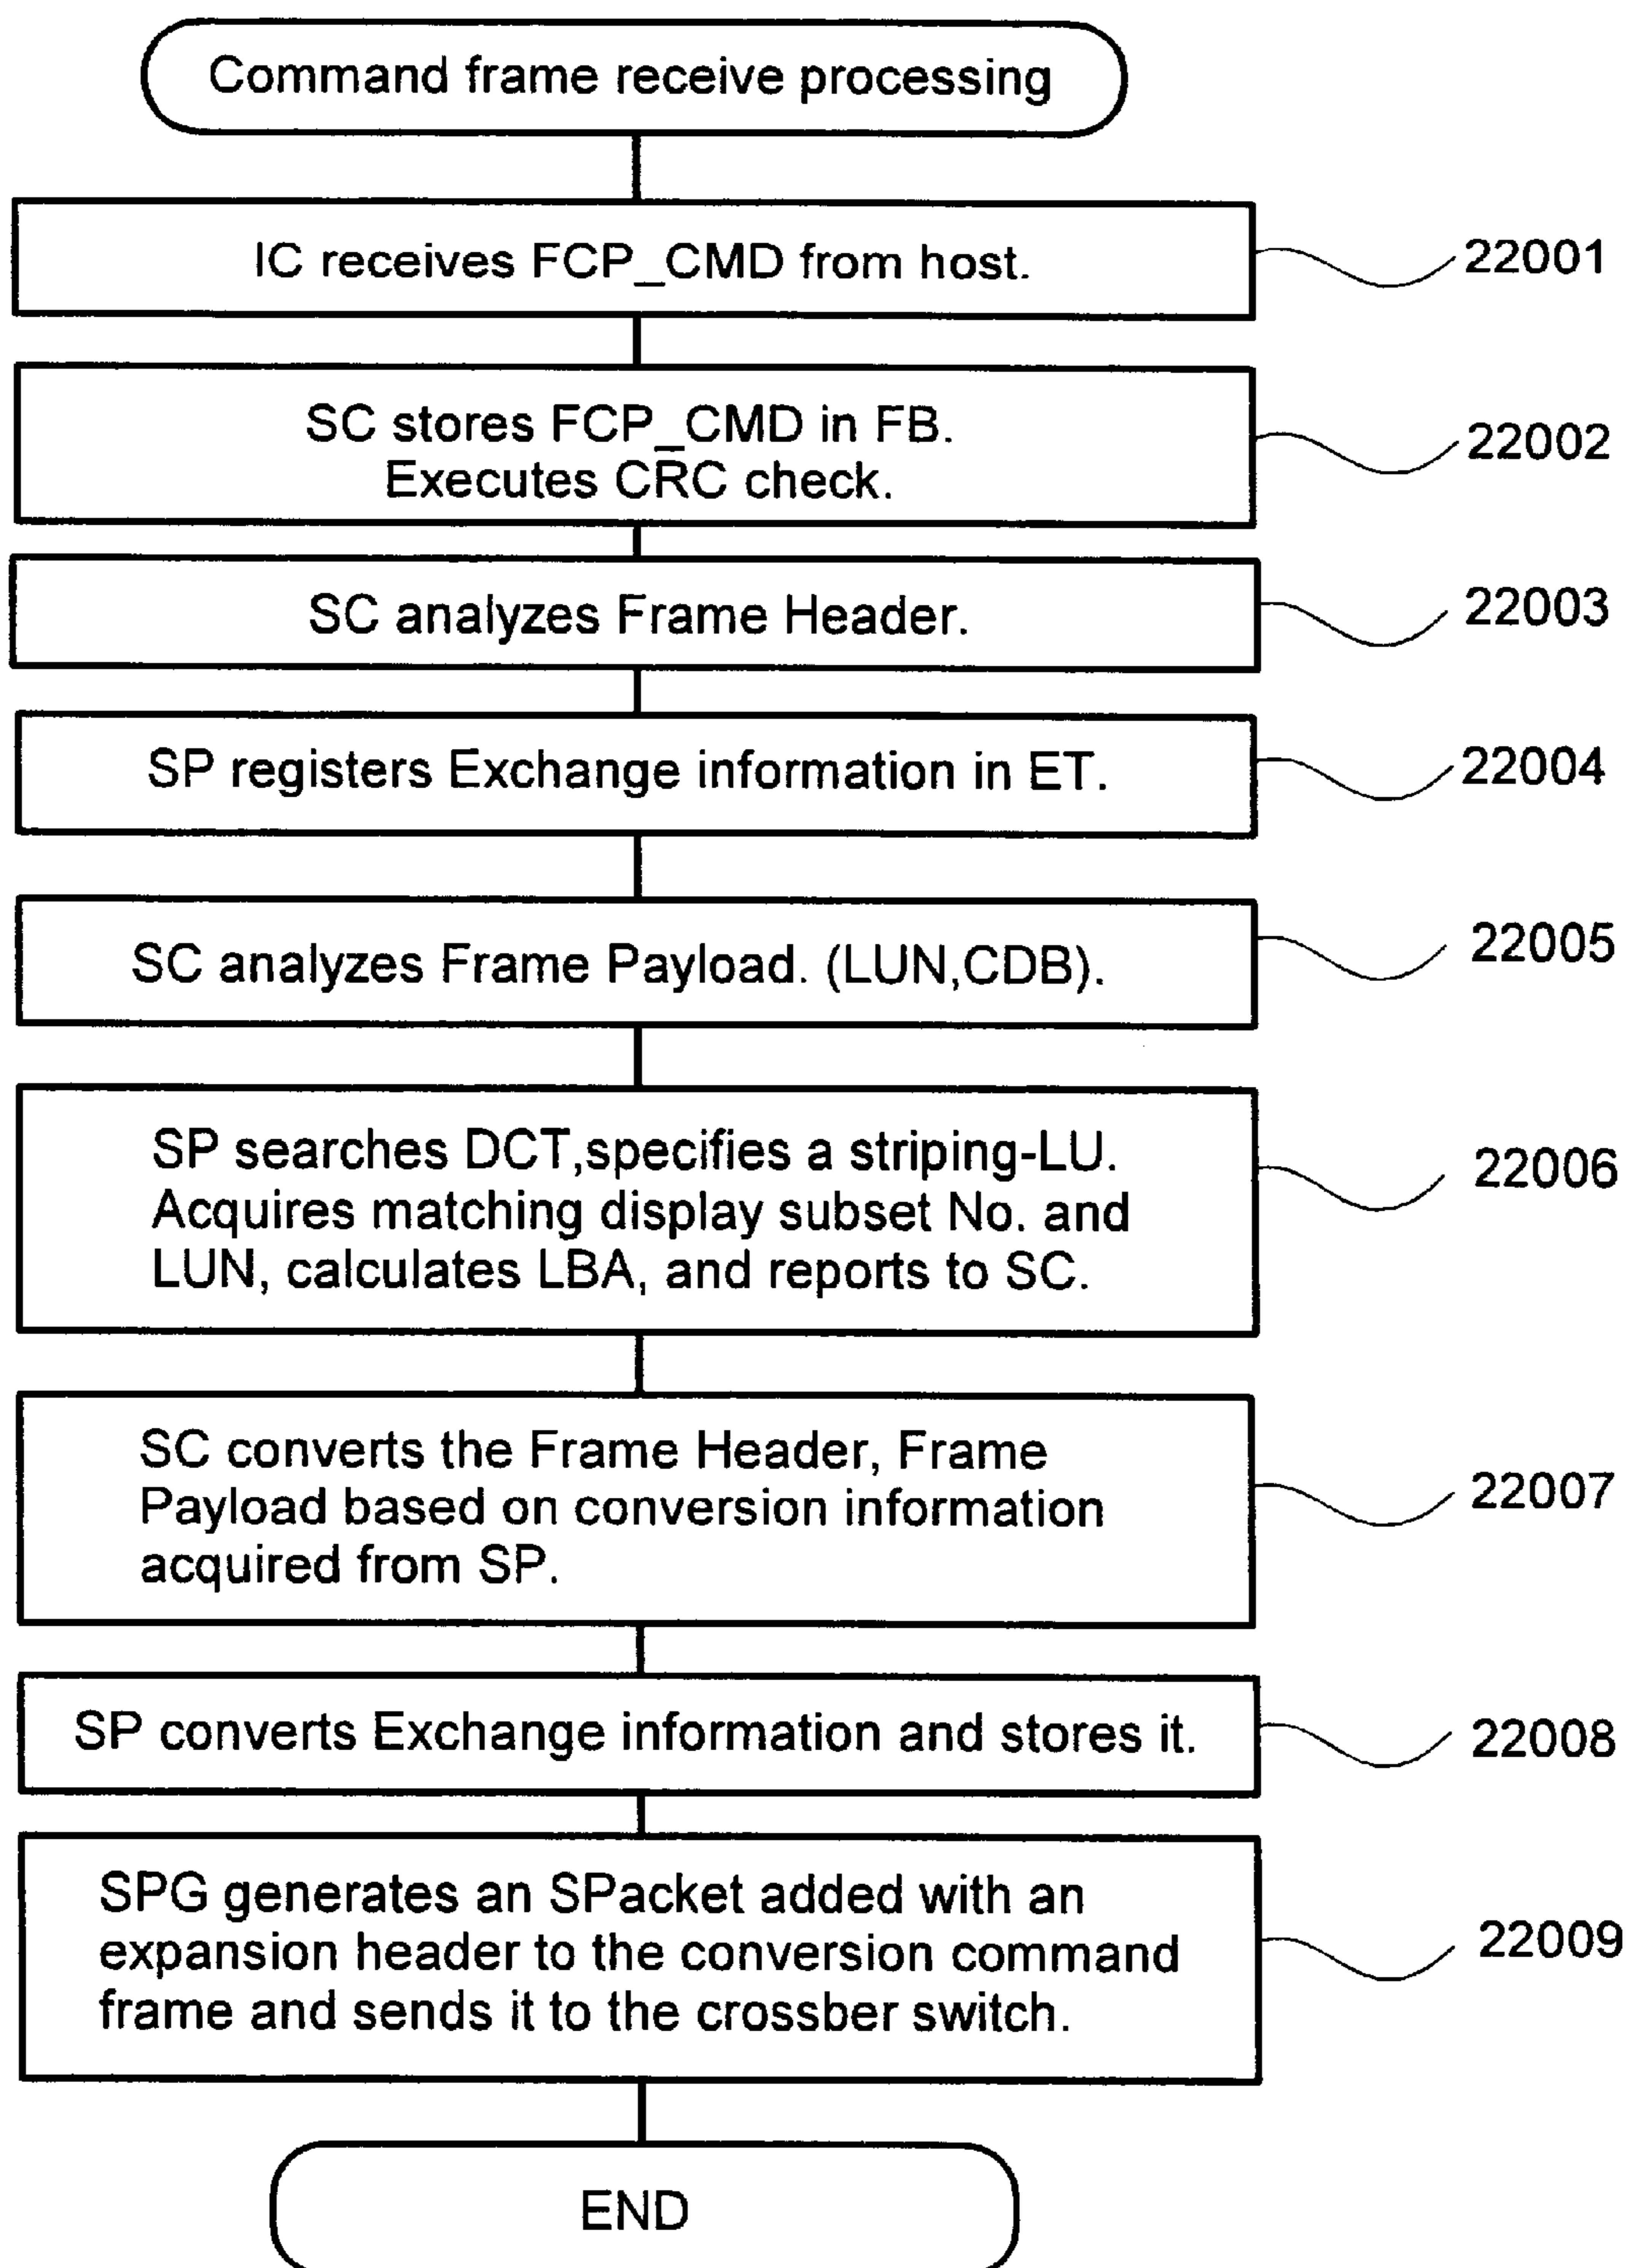 Command frame receive processing
IC receives FCP_CMD from host.
22001
SC stores FCP_CMD in FB.
Executes CRC check.
22002
SC analyzes Frame Header.
22003
SP registers Exchange information in ET.
22004
SC analyzes Frame Payload. (LUN,CDB).
22005
SP searches DCT,specifies a striping-LU.
Acquires matching display subset No. and
LUN, calculates LBA, and reports to SC.
22006
SC converts the Frame Header, Frame
Payload based on conversion information
acquired from SP.
22007
SP converts Exchange information and stores it.
22008
SPG generates an SPacket added with an
expansion header to the conversion command
frame and sends it to the crossber switch.
22009
END